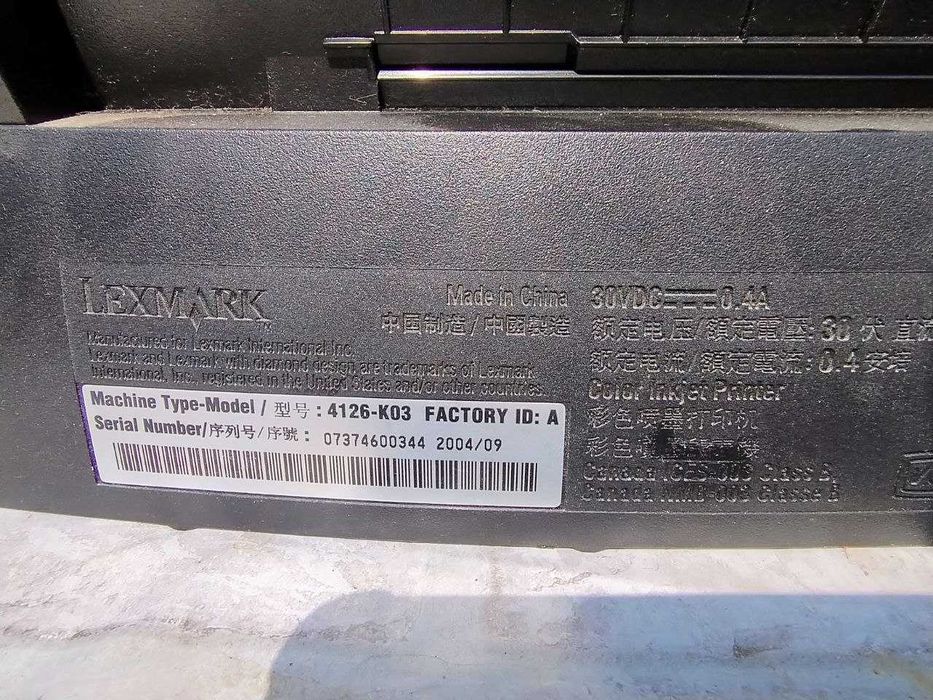 LEXMARK™
Manufactured for Lexmark International Inc.
Lexmark and Lexmark with diamond design are trademarks of Lexmark
International, Inc., registered in the United States and/or other countries.
Machine Type-Model / 型号 : 4126-K03 FACTORY ID: A
Serial Number/序列号/序號 : 07374600344 2004/09
Made in China
中国制造/中國製造
30VDC 0.4A
额定电压/額定電壓: 30 伏 直流
额定电流/額定電流: 0.4 安培
Color Inkjet Printer
彩色喷墨打印机
彩色噴墨
Canada ICES-003 Class B
Canada NMB-003 Classe B